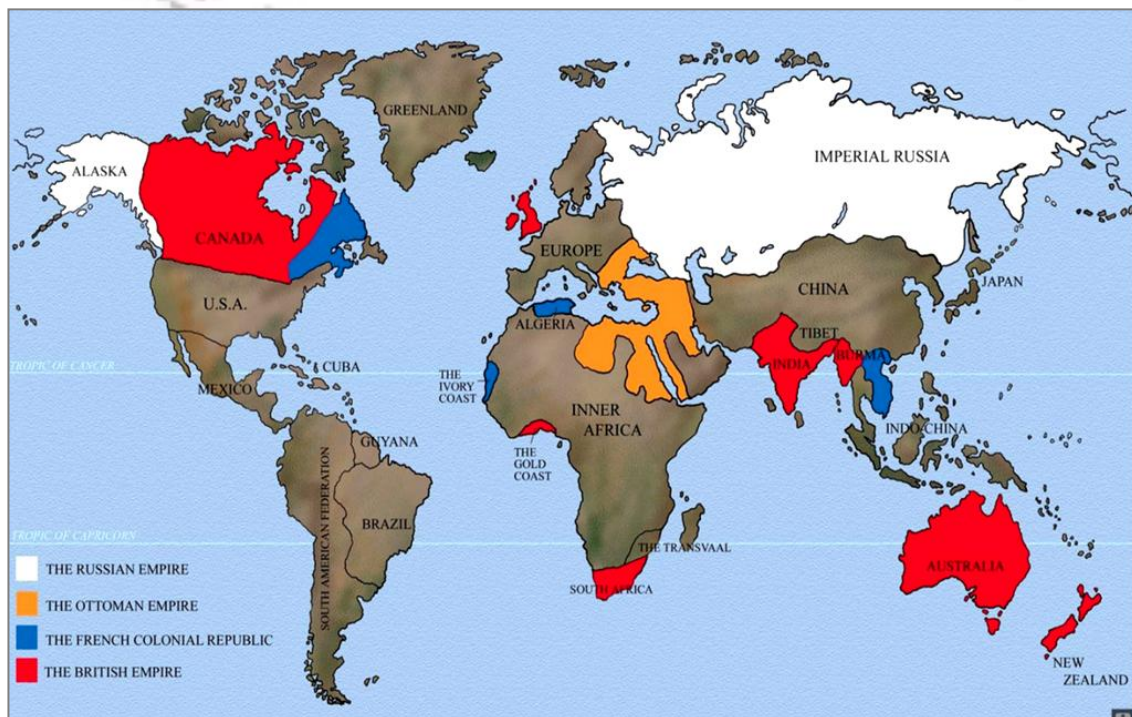 GREENLAND
ALASKA
IMPERIAL RUSSIA
CANADA
EUROPE
U.S.A.
CHINA
JAPAN
ALGERIA
TIBET
BURMA
INDIA
TROPIC OF CANCER
CUBA
MEXICO
THE
IVORY
COAST
INNER
AFRICA
INDO-CHINA
GUYANA
THE
GOLD
COAST
SOUTH AMERICAN FEDERATION
BRAZIL
TROPIC OF CAPRICORN
THE TRANSVAAL
SOUTH AFRICA
AUSTRALIA
NEW
ZEALAND
THE RUSSIAN EMPIRE
THE OTTOMAN EMPIRE
THE FRENCH COLONIAL REPUBLIC
THE BRITISH EMPIRE